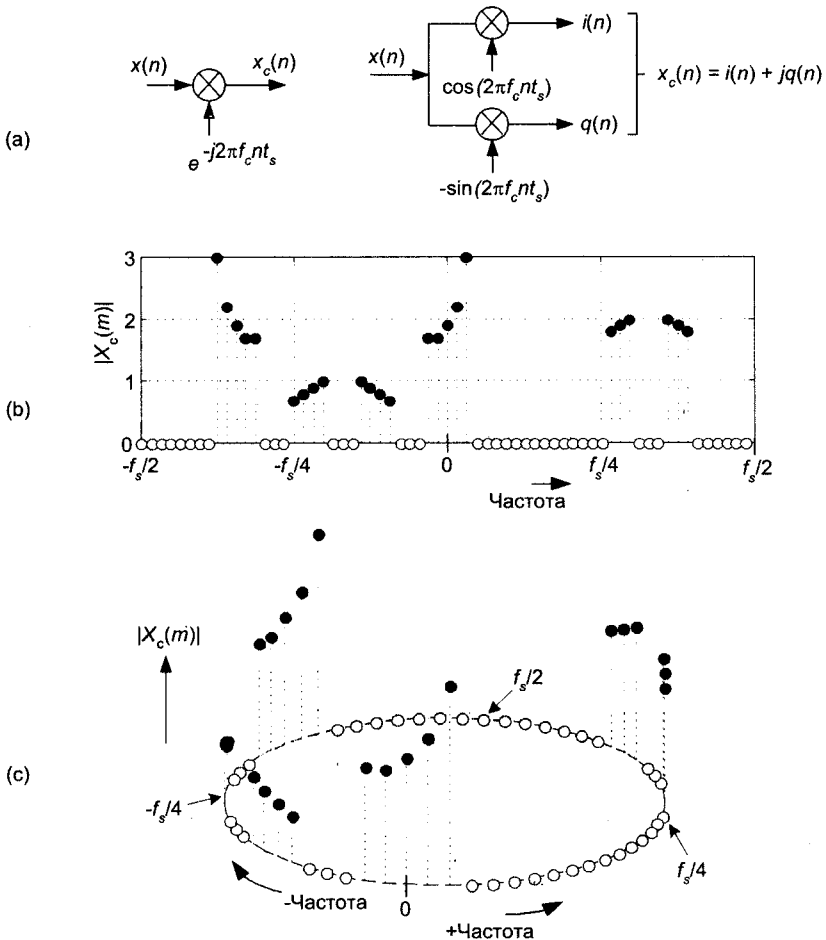 (a)
x(n)
x_c(n)
e^{-j2πf_c nt_s}
x(n)
i(n)
cos(2πf_c nt_s)
q(n)
-sin(2πf_c nt_s)
x_c(n) = i(n) + jq(n)
(b)
|X_c(m)|
3
2
1
0
-f_s/2
-f_s/4
0
f_s/4
f_s/2
Частота
(c)
|X_c(m)|
f_s/2
-f_s/4
f_s/4
-Частота
0
+Частота